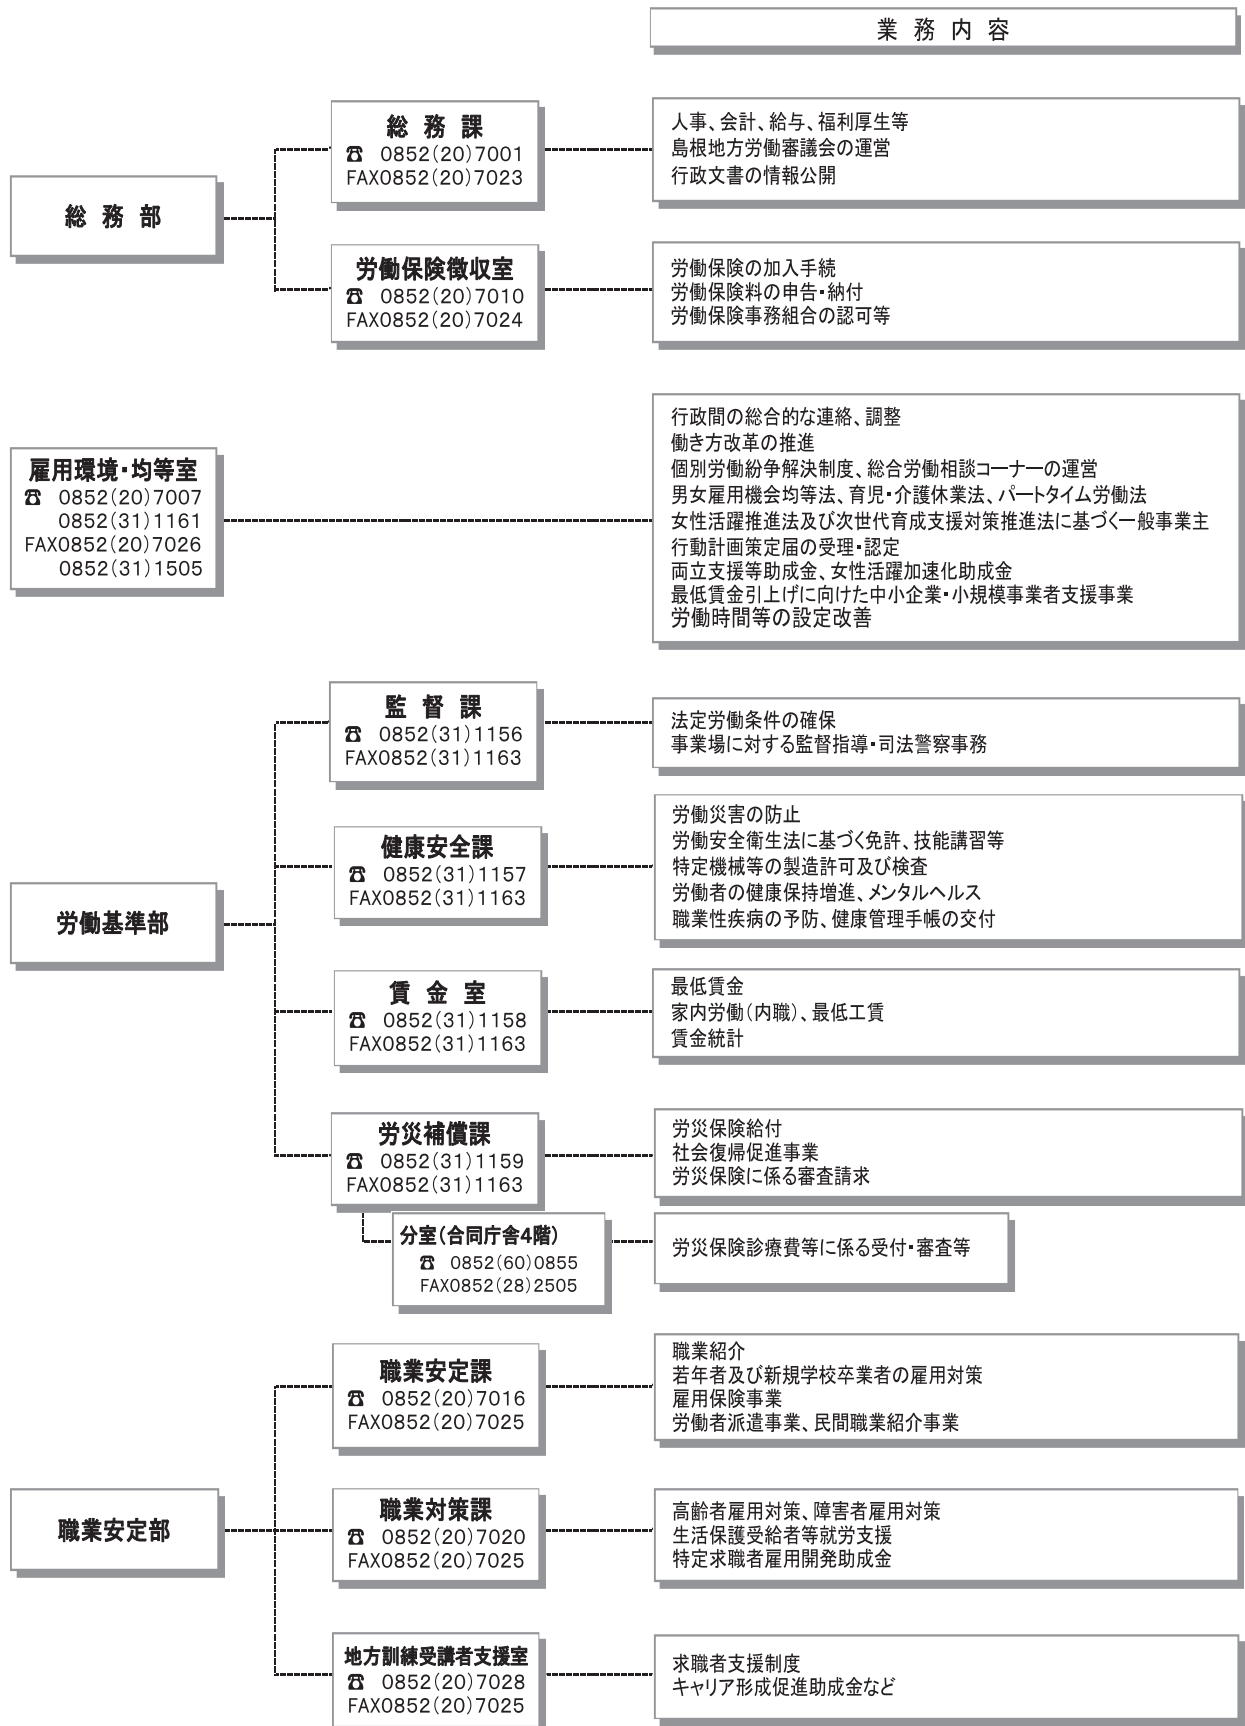 業務内容
総務部
総務課
☎ 0852(20)7001
FAX0852(20)7023
人事、会計、給与、福利厚生等
島根地方労働審議会の運営
行政文書の情報公開
労働保険徴収室
☎ 0852(20)7010
FAX0852(20)7024
労働保険の加入手続
労働保険料の申告・納付
労働保険事務組合の認可等
雇用環境・均等室
☎ 0852(20)7007
0852(31)1161
FAX0852(20)7026
0852(31)1505
行政間の総合的な連絡、調整
働き方改革の推進
個別労働紛争解決制度、総合労働相談コーナーの運営
男女雇用機会均等法、育児・介護休業法、パートタイム労働法
女性活躍推進法及び次世代育成支援対策推進法に基づく一般事業主
行動計画策定届の受理・認定
両立支援等助成金、女性活躍加速化助成金
最低賃金引上げに向けた中小企業・小規模事業者支援事業
労働時間等の設定改善
労働基準部
監督課
☎ 0852(31)1156
FAX0852(31)1163
法定労働条件の確保
事業場に対する監督指導・司法警察事務
健康安全課
☎ 0852(31)1157
FAX0852(31)1163
労働災害の防止
労働安全衛生法に基づく免許、技能講習等
特定機械等の製造許可及び検査
労働者の健康保持増進、メンタルヘルス
職業性疾病の予防、健康管理手帳の交付
賃金室
☎ 0852(31)1158
FAX0852(31)1163
最低賃金
家内労働(内職)、最低工賃
賃金統計
労災補償課
☎ 0852(31)1159
FAX0852(31)1163
労災保険給付
社会復帰促進事業
労災保険に係る審査請求
分室(合同庁舎4階)
☎ 0852(60)0855
FAX0852(28)2505
労災保険診療費等に係る受付・審査等
職業安定部
職業安定課
☎ 0852(20)7016
FAX0852(20)7025
職業紹介
若年者及び新規学校卒業者の雇用対策
雇用保険事業
労働者派遣事業、民間職業紹介事業
職業対策課
☎ 0852(20)7020
FAX0852(20)7025
高齢者雇用対策、障害者雇用対策
生活保護受給者等就労支援
特定求職者雇用開発助成金
地方訓練受講者支援室
☎ 0852(20)7028
FAX0852(20)7025
求職者支援制度
キャリア形成促進助成金など